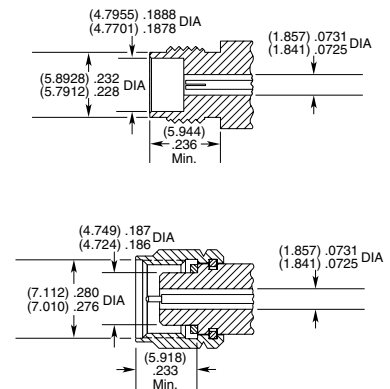 (4.7955) .1888 DIA
(4.7701) .1878
(1.857) .0731 DIA
(1.841) .0725
(5.8928) .232 DIA
(5.7912) .228
(5.944)
.236
Min.
(4.749) .187 DIA
(4.724) .186
(1.857) .0731 DIA
(1.841) .0725
(7.112) .280 DIA
(7.010) .276
(5.918)
.233
Min.